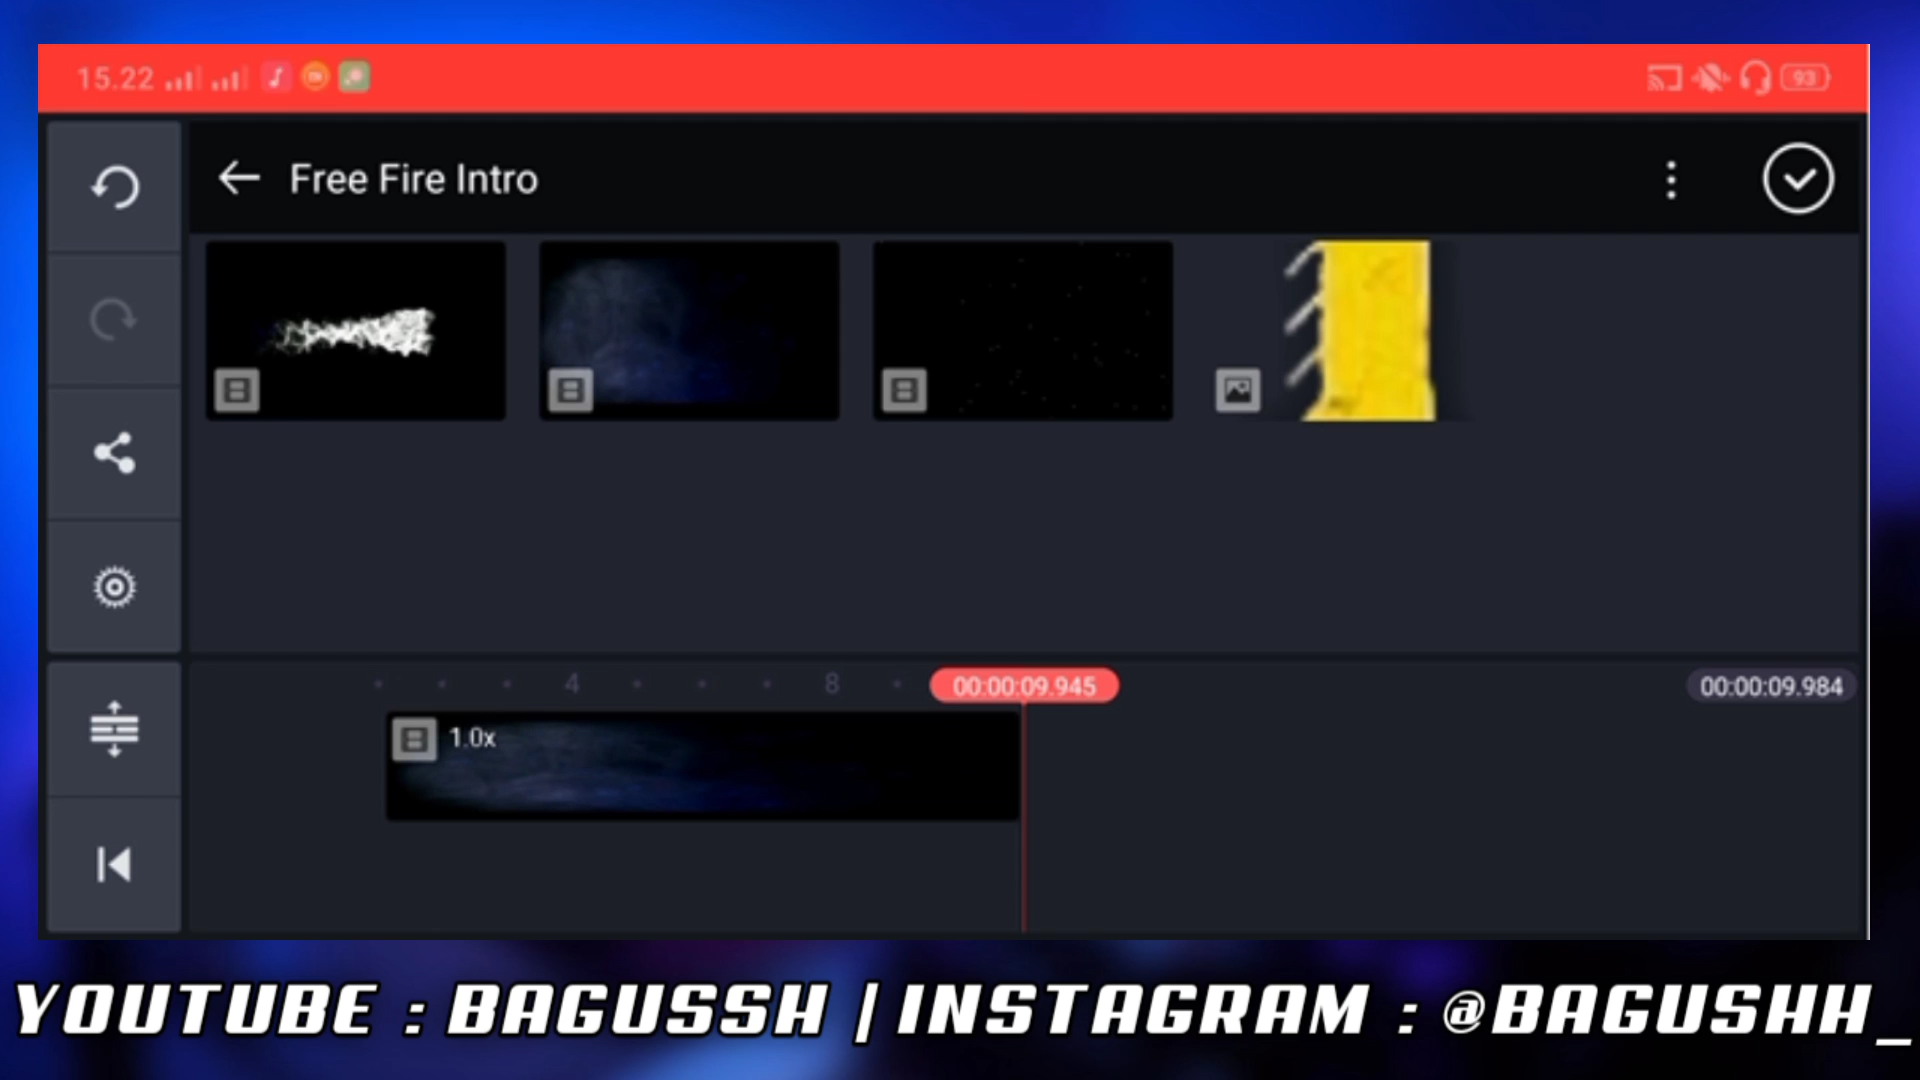 15.22
93
Free Fire Intro
4 8 00:00:09.945 00:00:09.984
1.0x
YOUTUBE : BAGUSSH | INSTAGRAM : @BAGUSHH_